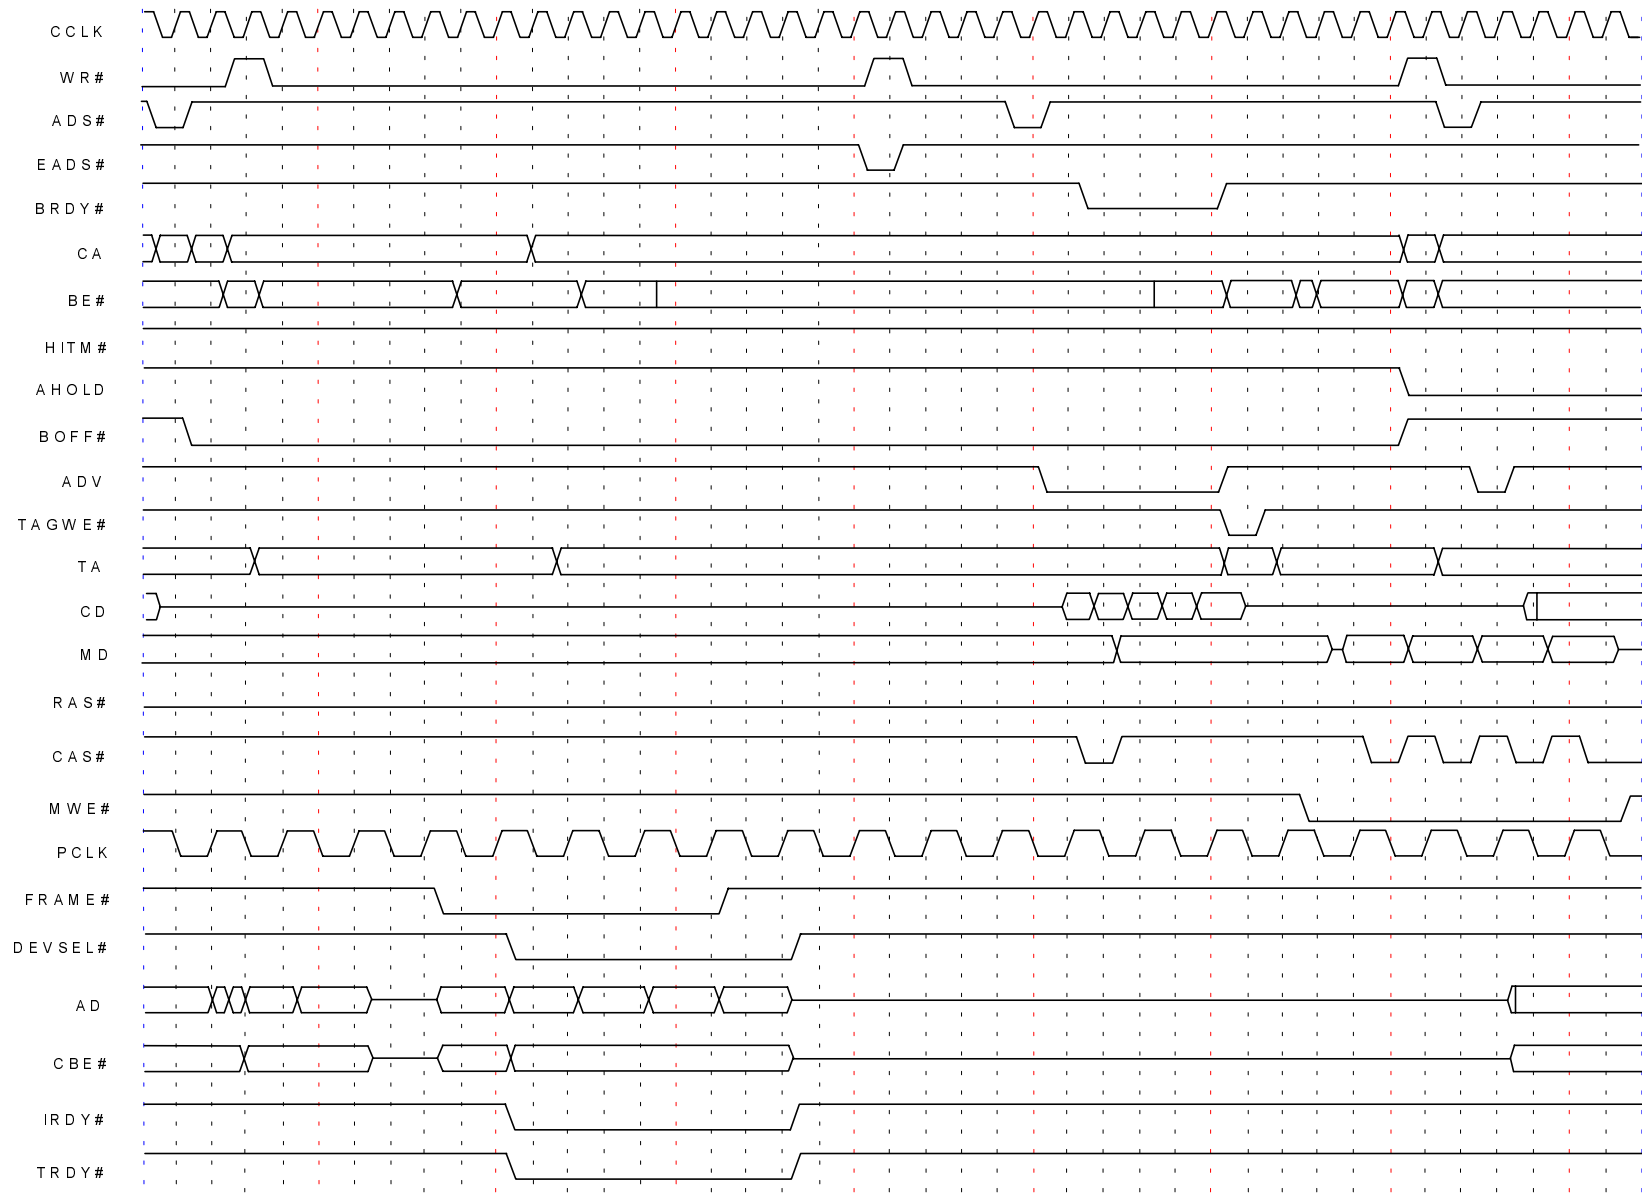 CCLK
WR#
ADS#
EADS#
BRDY#
CA
BE#
HITM#
AHOLD
BOFF#
ADV
TAGWE#
TA
CD
MD
RAS#
CAS#
MWE#
PCLK
FRAME#
DEVSEL#
AD
CBE#
IRDY#
TRDY#